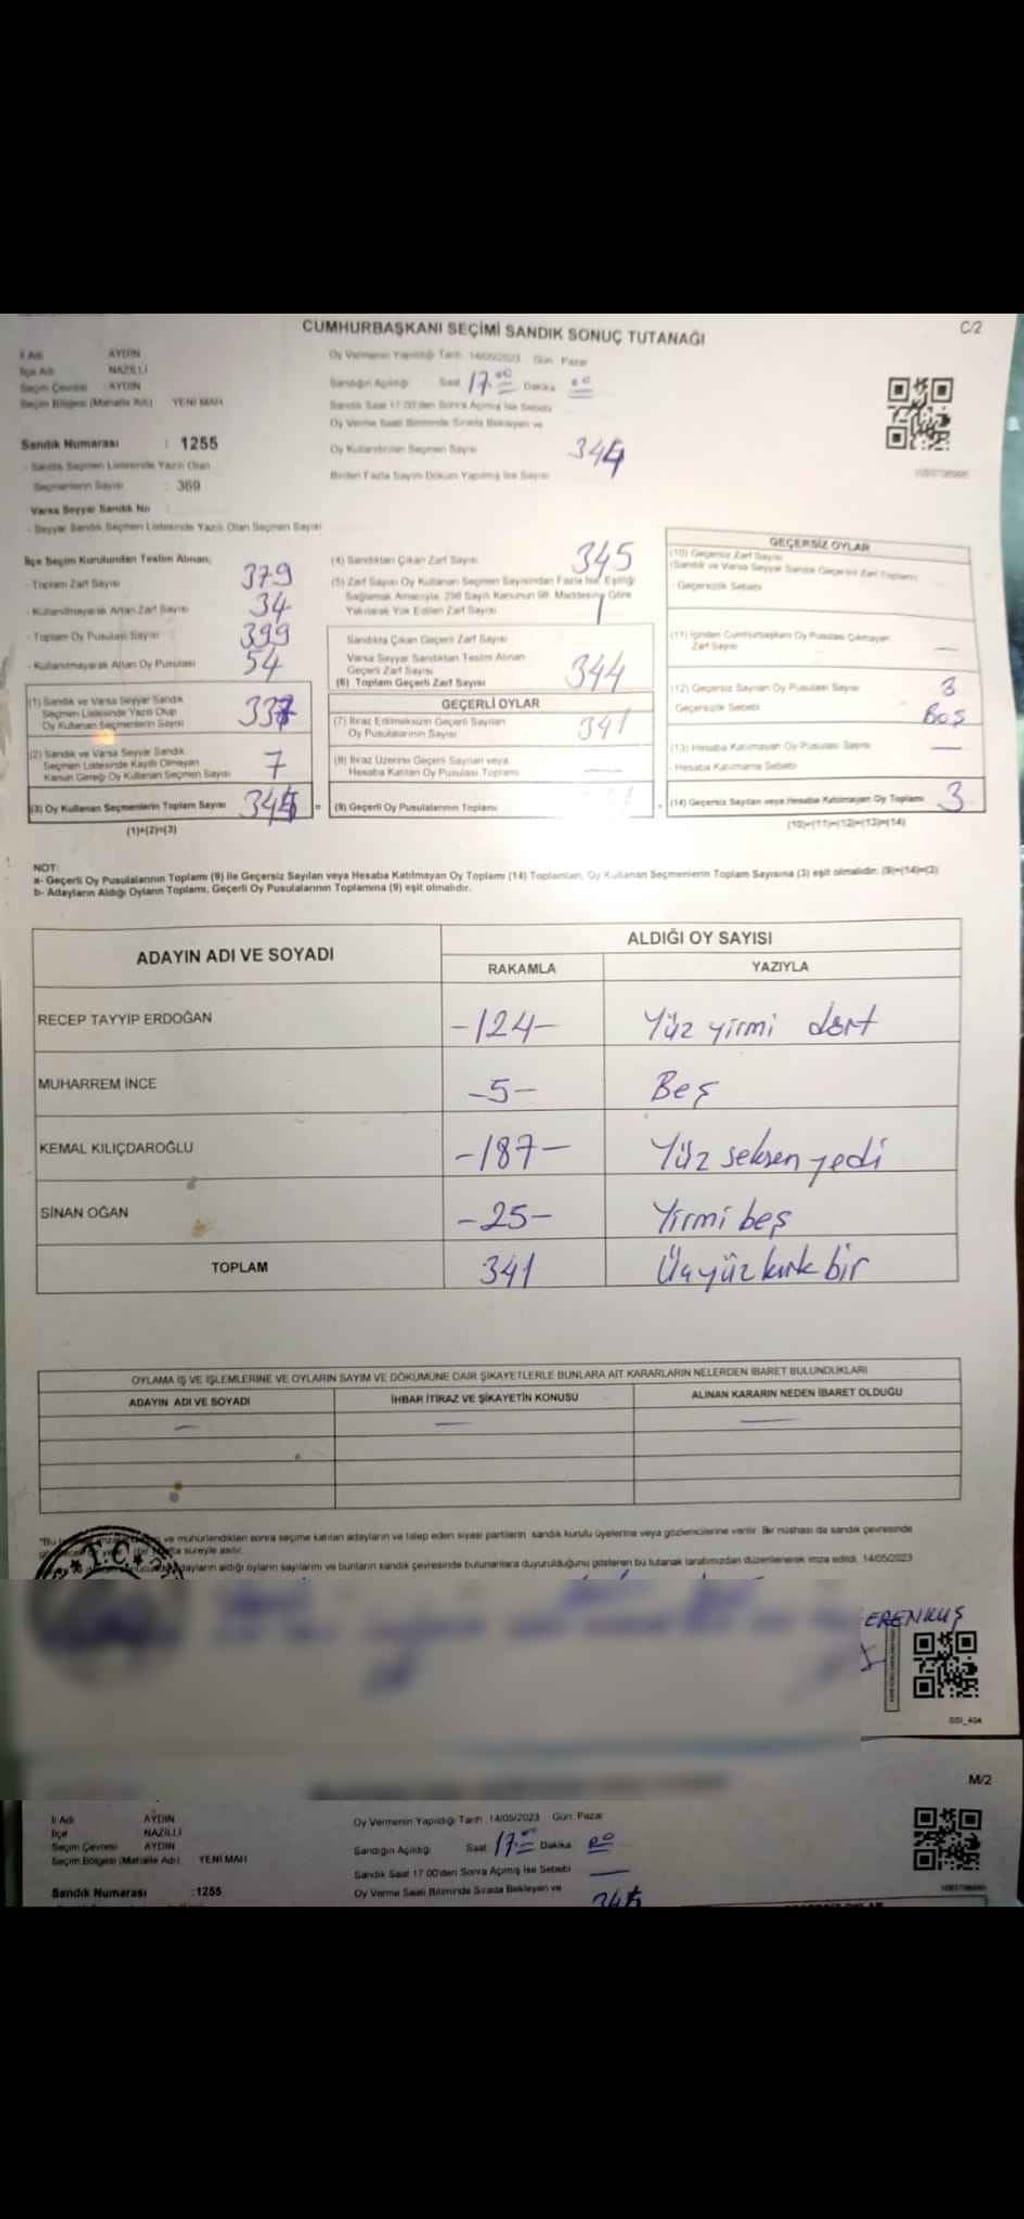 CUMHURBAŞKANI SEÇİMİ SANDIK SONUÇ TUTANAĞI
C/2
İl Adı AYDIN
İlçe Adı NAZİLLİ
Seçim Çevresi AYDIN
Seçim Bölgesi (Mahalle Adı) YENİ MAH
Sandık Numarası : 1255
- Sandık Seçmen Listesinde Yazılı Olan
Seçmenlerin Sayısı : 369
Varsa Seyyar Sandık No
- Seyyar Sandık Seçmen Listesinde Yazılı Olan Seçmen Sayısı
Oy Vermenin Yapıldığı Tarih 14/05/2023 Gün Pazar
Sandığın Açıldığı Saat 17.00 Dakika 00
Sandık Saat 17:00'den Sonra Açılmış İse Sebebi
Oy Verme Saati Bitiminde Sırada Bekleyen ve
Oy Kullandırılan Seçmen Sayısı 344
Birden Fazla Sayım Döküm Yapılmış İse Sayısı
İlçe Seçim Kurulundan Teslim Alınan;
- Toplam Zarf Sayısı 379
- Kullanılmayarak Artan Zarf Sayısı 34
- Toplam Oy Pusulası Sayısı 399
- Kullanılmayarak Artan Oy Pusulası 54
(1) Sandık ve Varsa Seyyar Sandık
Seçmen Listesinde Yazılı Olup
Oy Kullanan Seçmenlerin Sayısı 337
(2) Sandık ve Varsa Seyyar Sandık
Seçmen Listesinde Kayıtlı Olmayan
Kanun Gereği Oy Kullanan Seçmen Sayısı 7
(3) Oy Kullanan Seçmenlerin Toplam Sayısı 344
(1)+(2)=(3)
(4) Sandıktan Çıkan Zarf Sayısı 345
(5) Zarf Sayısı Oy Kullanan Seçmen Sayısından Fazla İse, Eşitliği
Sağlamak Amacıyla, 298 Sayılı Kanunun 98. Maddesine Göre
Yakılarak Yok Edilen Zarf Sayısı 1
Sandıkta Çıkan Geçerli Zarf Sayısı
Varsa Seyyar Sandıktan Teslim Alınan
Geçerli Zarf Sayısı
(6) Toplam Geçerli Zarf Sayısı 344
GEÇERLİ OYLAR
(7) İtiraz Edilmeksizin Geçerli Sayılan
Oy Pusulalarının Sayısı 341
(8) İtiraz Üzerine Geçerli Sayılan veya
Hesaba Katılan Oy Pusulası Toplamı —
(9) Geçerli Oy Pusulalarının Toplamı
GEÇERSİZ OYLAR
(10) Geçersiz Zarf Sayısı
(Sandık ve Varsa Seyyar Sandık Geçersiz Zarf Toplamı)
Geçersizlik Sebebi
(11) İçinden Cumhurbaşkanı Oy Pusulası Çıkmayan
Zarf Sayısı —
(12) Geçersiz Sayılan Oy Pusulası Sayısı 3
Geçersizlik Sebebi Boş
(13) Hesaba Katılmayan Oy Pusulası Sayısı —
- Hesaba Katılmama Sebebi
(14) Geçersiz Sayılan veya Hesaba Katılmayan Oy Toplamı 3
(10)+(11)+(12)+(13)=(14)
NOT:
a- Geçerli Oy Pusulalarının Toplamı (9) ile Geçersiz Sayılan veya Hesaba Katılmayan Oy Toplamı (14) Toplamları, Oy Kullanan Seçmenlerin Toplam Sayısına (3) eşit olmalıdır. (9)+(14)=(3)
b- Adayların Aldığı Oyların Toplamı, Geçerli Oy Pusulalarının Toplamına (9) eşit olmalıdır.
ADAYIN ADI VE SOYADI
ALDIĞI OY SAYISI
RAKAMLA YAZIYLA
RECEP TAYYİP ERDOĞAN -124- Yüz yirmi dört
MUHARREM İNCE -5- Beş
KEMAL KILIÇDAROĞLU -187- Yüz seksen yedi
SİNAN OĞAN -25- Yirmi beş
TOPLAM 341 Üçyüz kırk bir
OYLAMA İŞ VE İŞLEMLERİNE VE OYLARIN SAYIM VE DÖKÜMÜNE DAİR ŞİKAYETLERLE BUNLARA AİT KARARLARIN NELERDEN İBARET BULUNDUKLARI
ADAYIN ADI VE SOYADI İHBAR İTİRAZ VE ŞİKAYETİN KONUSU ALINAN KARARIN NEDEN İBARET OLDUĞU
— — —
ve mühürlendikten sonra seçime katılan adayların ve talep eden siyasi partilerin sandık kurulu üyelerine veya gözlemcilerine verilir. Bir nüshası da sandık çevresinde
süreyle asılır.
adayların aldığı oyların sayılarını ve bunların sandık çevresinde bulunanlara duyurulduğunu gösteren bu tutanak tarafımızdan düzenlenerek imza edildi. 14/05/2023
T.C.
EREN KUŞ
M/2
İl Adı AYDIN
İlçe NAZİLLİ
Seçim Çevresi AYDIN
Seçim Bölgesi (Mahalle Adı) YENİ MAH
Sandık Numarası :1255
Oy Vermenin Yapıldığı Tarih 14/05/2023 Gün: Pazar
Sandığın Açıldığı Saat 17.00 Dakika 00
Sandık Saat 17:00'den Sonra Açılmış İse Sebebi —
Oy Verme Saati Bitiminde Sırada Bekleyen ve